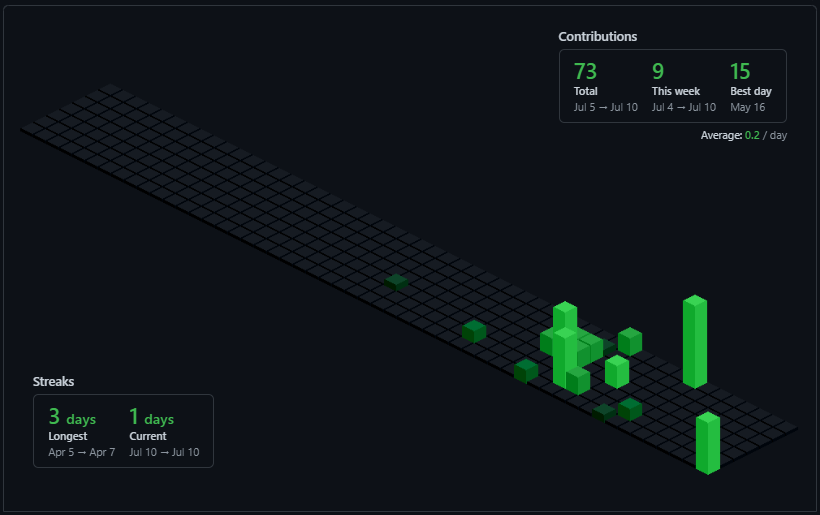 Contributions
73 9 15
Total This week Best day
Jul 5 → Jul 10 Jul 4 → Jul 10 May 16
Average: 0.2 / day
Streaks
3 days 1 days
Longest Current
Apr 5 → Apr 7 Jul 10 → Jul 10